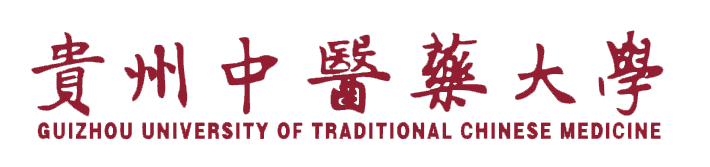 貴州中醫藥大學
GUIZHOU UNIVERSITY OF TRADITIONAL CHINESE MEDICINE